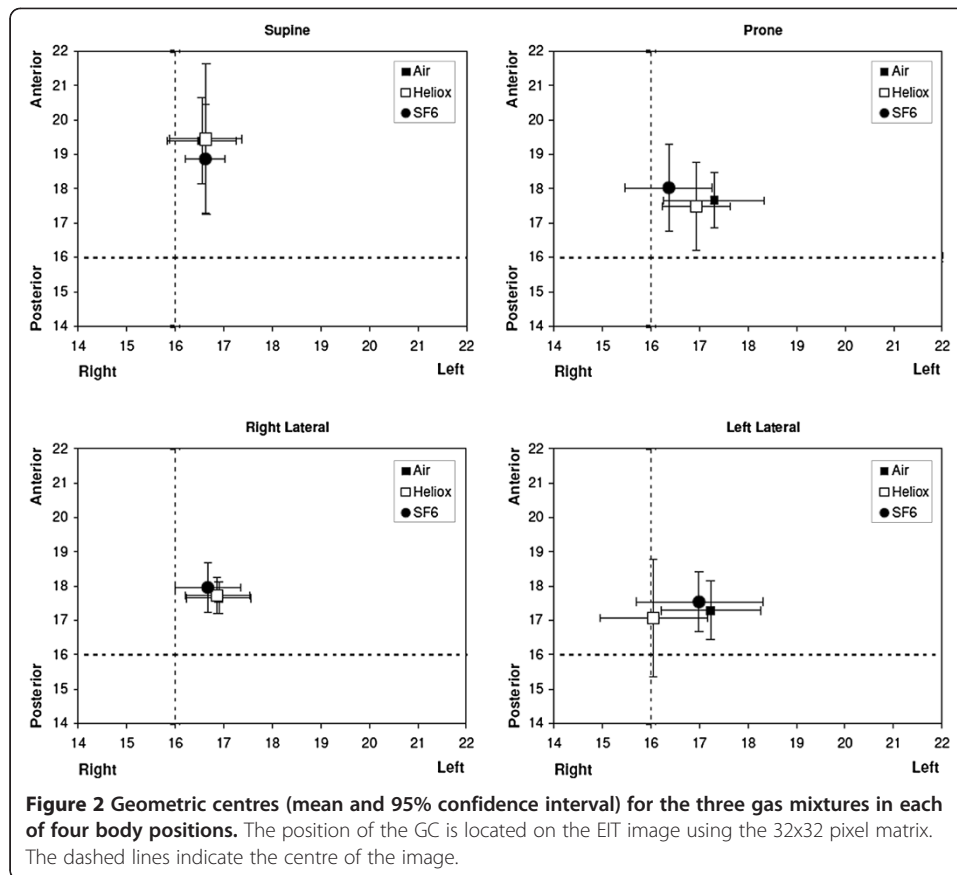 Supine
Anterior
Posterior
22
21
20
19
18
17
16
15
14
Air
Heliox
SF6
14 15 16 17 18 19 20 21 22
Right Left
Prone
Anterior
Posterior
22
21
20
19
18
17
16
15
14
Air
Heliox
SF6
14 15 16 17 18 19 20 21 22
Right Left
Right Lateral
Anterior
Posterior
22
21
20
19
18
17
16
15
14
Air
Heliox
SF6
14 15 16 17 18 19 20 21 22
Right Left
Left Lateral
Anterior
Posterior
22
21
20
19
18
17
16
15
14
Air
Heliox
SF6
14 15 16 17 18 19 20 21 22
Right Left
Figure 2 Geometric centres (mean and 95% confidence interval) for the three gas mixtures in each
of four body positions. The position of the GC is located on the EIT image using the 32x32 pixel matrix.
The dashed lines indicate the centre of the image.